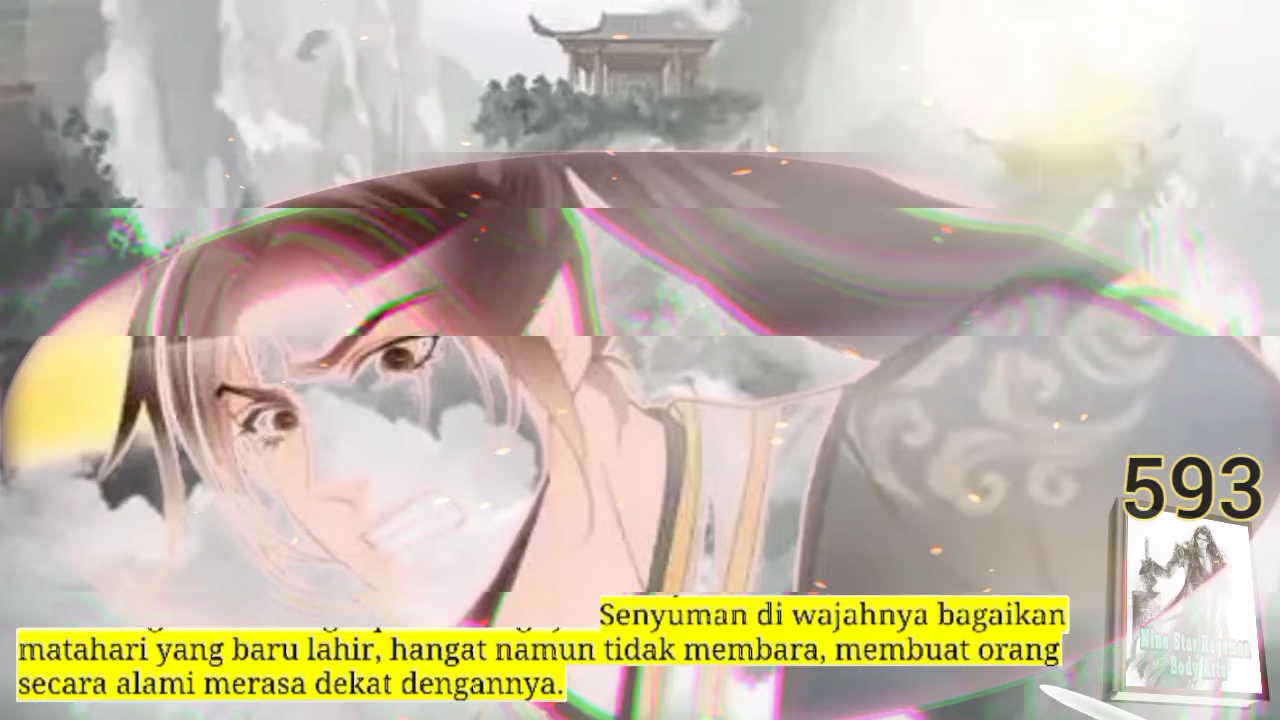 593
Senyuman di wajahnya bagaikan
matahari yang baru lahir, hangat namun tidak membara, membuat orang
secara alami merasa dekat dengannya.
Nine Star Hegemon
Body Arts